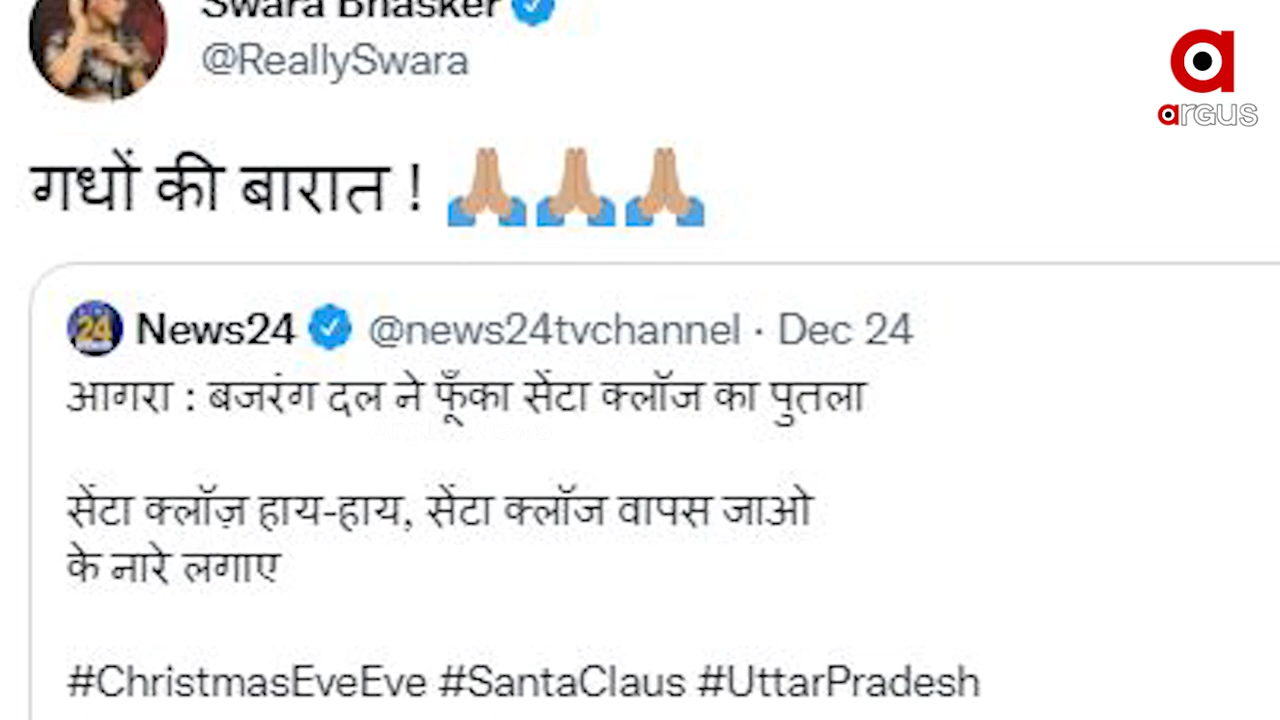 Swara Bhasker
@ReallySwara
argus
गधों की बारात ! 🙏🏼🙏🏼🙏🏼
News24 @news24tvchannel · Dec 24
आगरा : बजरंग दल ने फूँका सेंटा क्लॉज का पुतला
सेंटा क्लॉज़ हाय-हाय, सेंटा क्लॉज वापस जाओ
के नारे लगाए
#ChristmasEveEve #SantaClaus #UttarPradesh